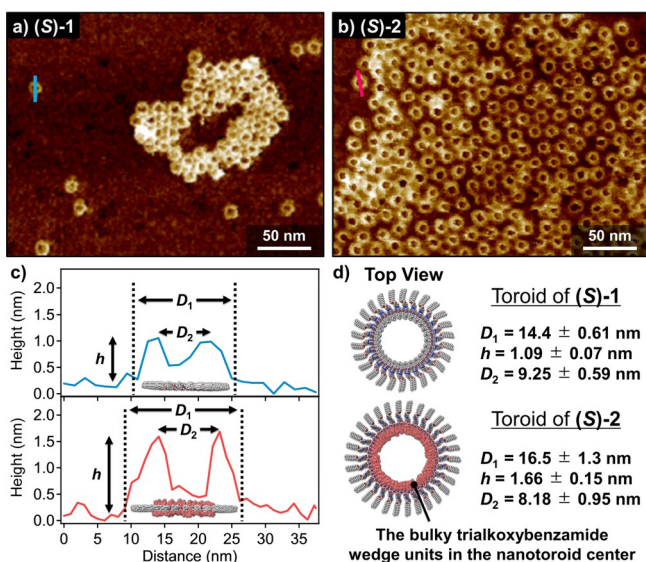 a) (S)-1
b) (S)-2
50 nm
50 nm
c)
Height (nm)
2.0
1.5
1.0
0.5
0.0
D1
D2
h
Height (nm)
2.0
1.5
1.0
0.5
0.0
D1
D2
h
0 5 10 15 20 25 30 35
Distance (nm)
d) Top View
Toroid of (S)-1
D1 = 14.4 ± 0.61 nm
h = 1.09 ± 0.07 nm
D2 = 9.25 ± 0.59 nm
Toroid of (S)-2
D1 = 16.5 ± 1.3 nm
h = 1.66 ± 0.15 nm
D2 = 8.18 ± 0.95 nm
The bulky trialkoxybenzamide
wedge units in the nanotoroid center